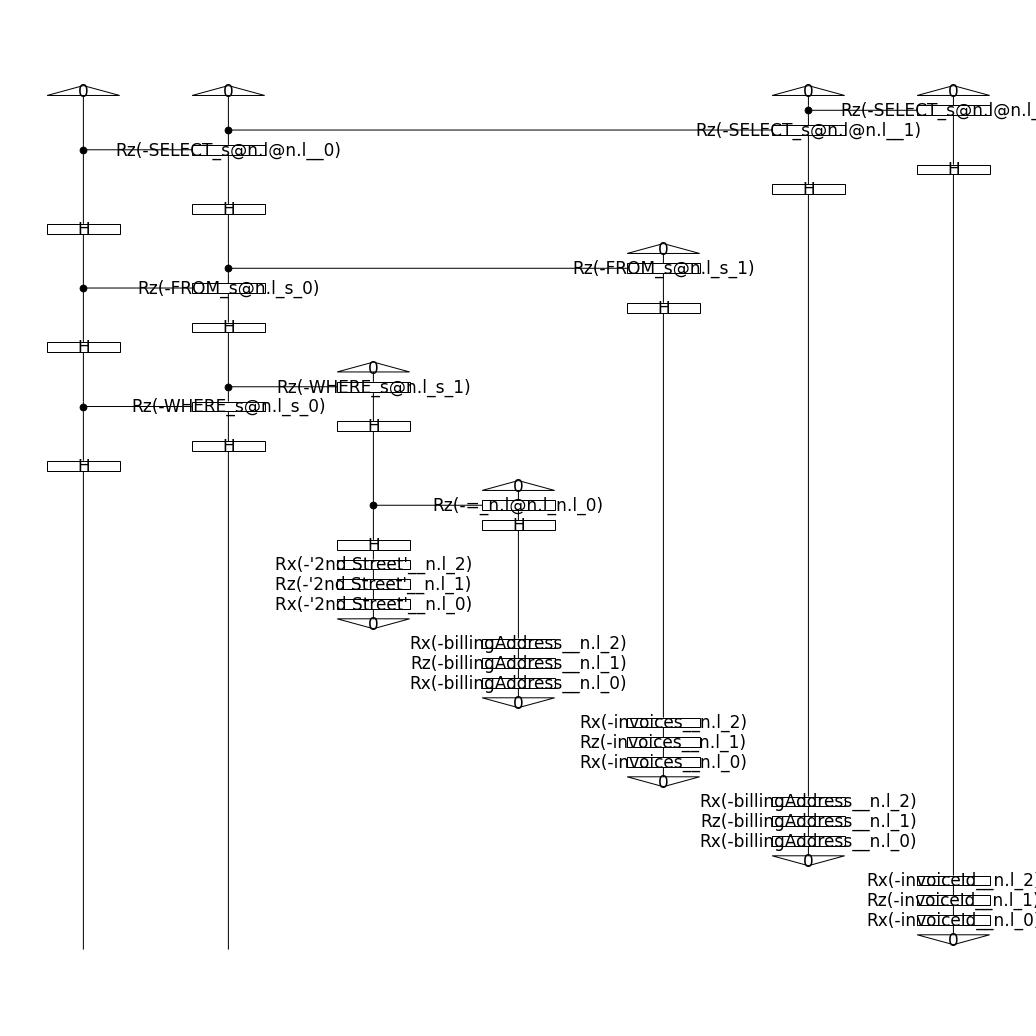 0 0 0 0
Rz(-SELECT_s@n.l@n.l_
Rz(-SELECT_s@n.l@n.l__1)
Rz(-SELECT_s@n.l@n.l__0)
H
H
H
H
0
Rz(-FROM_s@n.l_s_1)
Rz(-FROM_s@n.l_s_0)
H
H
H
0
Rz(-WHERE_s@n.l_s_1)
Rz(-WHERE_s@n.l_s_0)
H
H
H
0
Rz(-=_n.l@n.l_n.l_0)
H
H
Rx(-'2nd Street'__n.l_2)
Rz(-'2nd Street'__n.l_1)
Rx(-'2nd Street'__n.l_0)
0
Rx(-billingAddress__n.l_2)
Rz(-billingAddress__n.l_1)
Rx(-billingAddress__n.l_0)
0
Rx(-invoices__n.l_2)
Rz(-invoices__n.l_1)
Rx(-invoices__n.l_0)
0
Rx(-billingAddress__n.l_2)
Rz(-billingAddress__n.l_1)
Rx(-billingAddress__n.l_0)
0
Rx(-invoiceId__n.l_2)
Rz(-invoiceId__n.l_1)
Rx(-invoiceId__n.l_0)
0